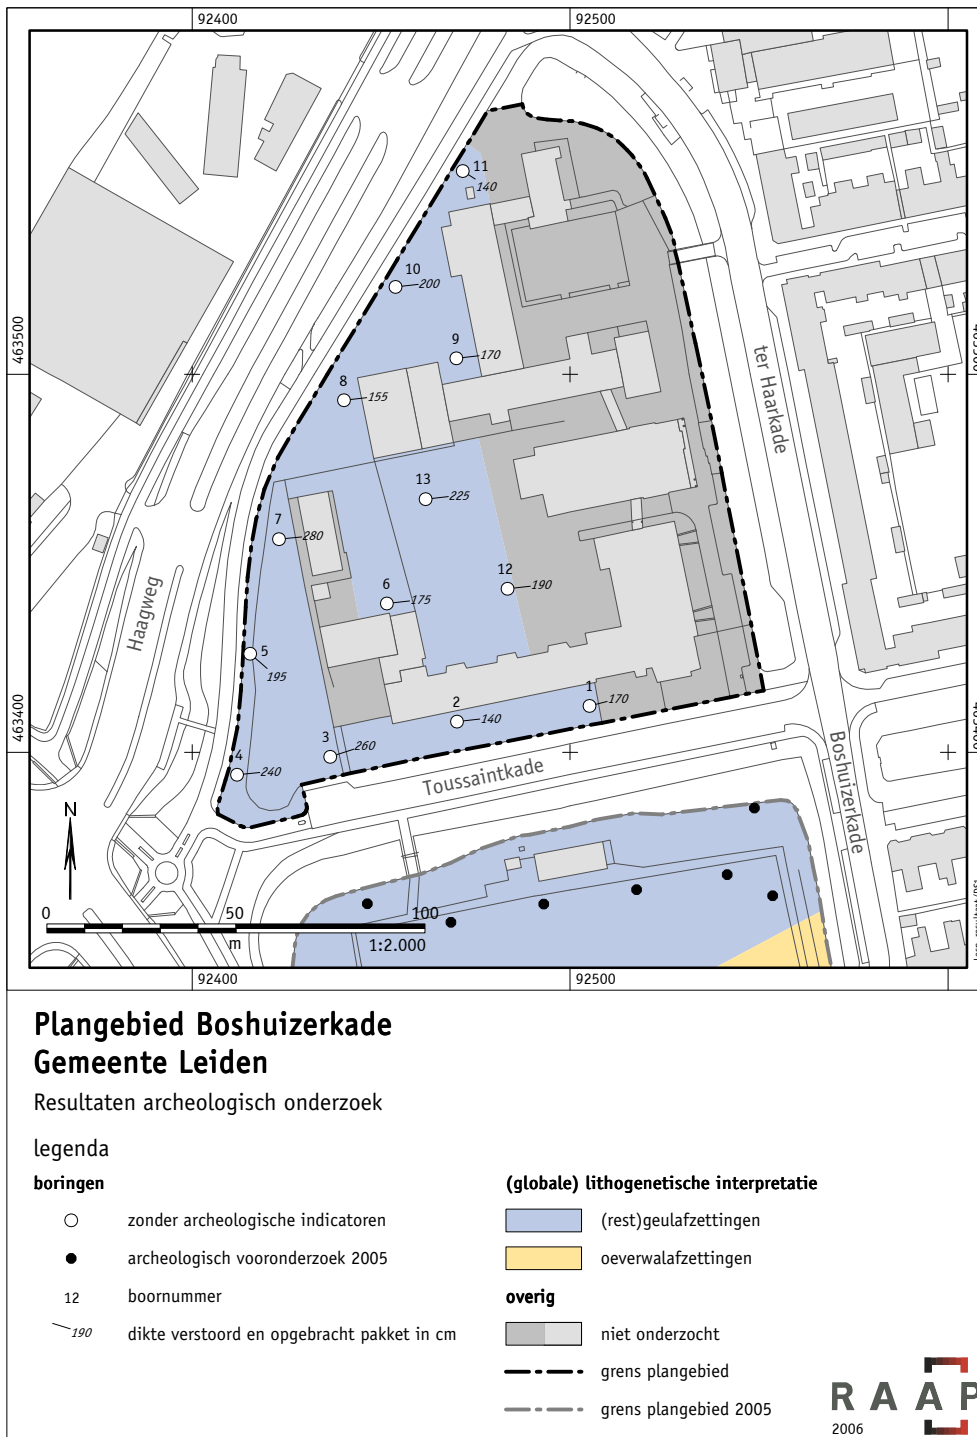 92400
92500
463500
463500
463400
463400
11
140
10
200
9
170
8
155
13
225
7
280
12
190
6
175
5
195
1
170
2
140
3
260
4
240
ter Haarkade
Haagweg
Toussaintkade
Boshuizerkade
N
0
50
100
m
1:2.000
92400
92500
Plangebied Boshuizerkade
Gemeente Leiden
Resultaten archeologisch onderzoek
legenda
boringen
zonder archeologische indicatoren
archeologisch vooronderzoek 2005
12
boornummer
190
dikte verstoord en opgebracht pakket in cm
(globale) lithogenetische interpretatie
(rest)geulafzettingen
oeverwalafzettingen
overig
niet onderzocht
grens plangebied
grens plangebied 2005
RAAP
2006